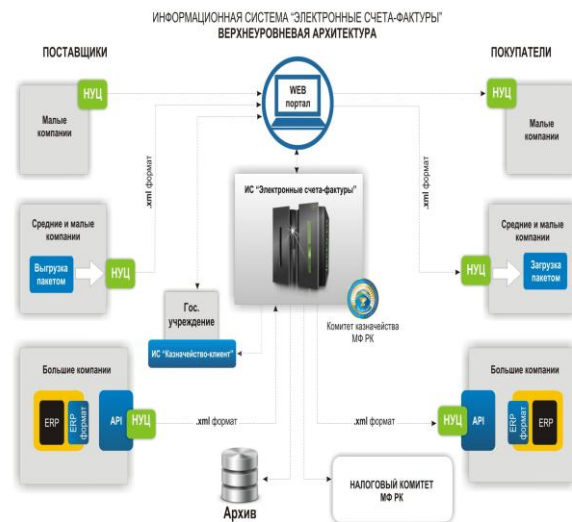 ИНФОРМАЦИОННАЯ СИСТЕМА "ЭЛЕКТРОННЫЕ СЧЕТА-ФАКТУРЫ"
ВЕРХНЕУРОВНЕВАЯ АРХИТЕКТУРА
ПОСТАВЩИКИ
ПОКУПАТЕЛИ
НУЦ
Малые
компании
WEB
портал
НУЦ
Малые
компании
.xml формат
.xml формат
ИС "Электронные счета-фактуры"
Средние и малые
компании
Выгрузка
пакетом
НУЦ
Средние и малые
компании
НУЦ
Загрузка
пакетом
Гос.
учреждение
ИС "Казначейство-клиент"
Комитет казначейства
МФ РК
Большие компании
ERP
ERP
формат
API
НУЦ
.xml формат
.xml формат
Большие компании
НУЦ
API
ERP
формат
ERP
Архив
НАЛОГОВЫЙ КОМИТЕТ
МФ РК